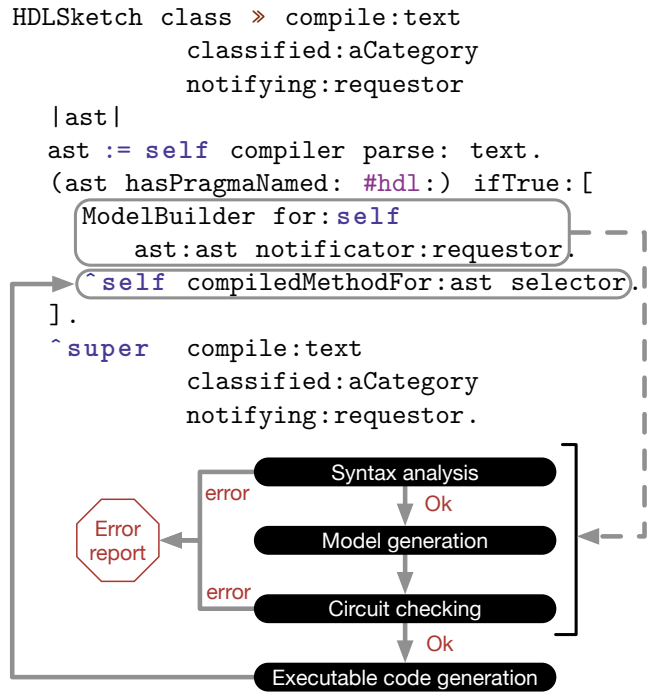 HDLSketch class » compile:text
classified:aCategory
notifying:requestor
|ast|
ast := self compiler parse: text.
(ast hasPragmaNamed: #hdl:) ifTrue:[
ModelBuilder for:self
ast:ast notificator:requestor.
^self compiledMethodFor:ast selector.
].
^super compile:text
classified:aCategory
notifying:requestor.
Syntax analysis
error
Ok
Error
report
Model generation
error
Circuit checking
Ok
Executable code generation